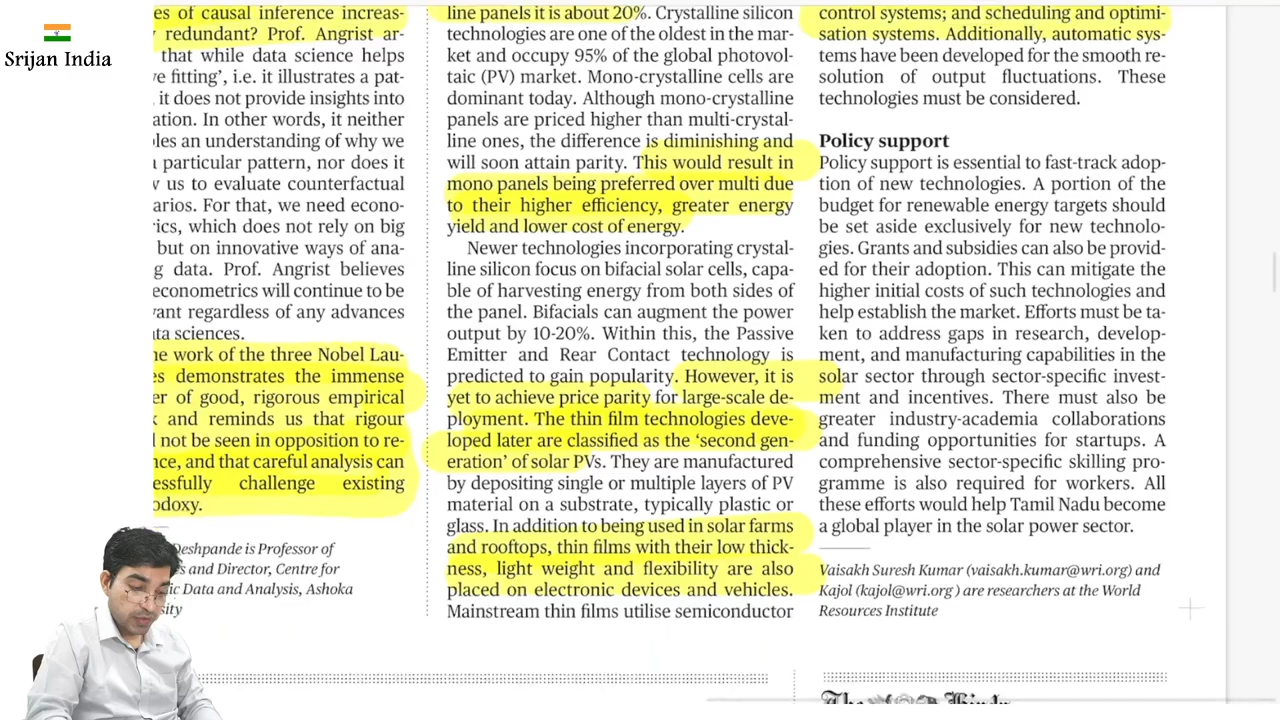 Srijan India
es of causal inference increas-
redundant? Prof. Angrist ar-
that while data science helps
ve fitting', i.e. it illustrates a pat-
, it does not provide insights into
ation. In other words, it neither
les an understanding of why we
particular pattern, nor does it
us to evaluate counterfactual
arios. For that, we need econo-
rics, which does not rely on big
but on innovative ways of ana-
g data. Prof. Angrist believes
econometrics will continue to be
vant regardless of any advances
ata sciences.
ne work of the three Nobel Lau-
es demonstrates the immense
er of good, rigorous empirical
and reminds us that rigour
not be seen in opposition to re-
nce, and that careful analysis can
essfully challenge existing
odoxy.
Deshpande is Professor of
s and Director, Centre for
ic Data and Analysis, Ashoka
sity
line panels it is about 20%. Crystalline silicon
technologies are one of the oldest in the mar-
ket and occupy 95% of the global photovol-
taic (PV) market. Mono-crystalline cells are
dominant today. Although mono-crystalline
panels are priced higher than multi-crystal-
line ones, the difference is diminishing and
will soon attain parity. This would result in
mono panels being preferred over multi due
to their higher efficiency, greater energy
yield and lower cost of energy.
Newer technologies incorporating crystal-
line silicon focus on bifacial solar cells, capa-
ble of harvesting energy from both sides of
the panel. Bifacials can augment the power
output by 10-20%. Within this, the Passive
Emitter and Rear Contact technology is
predicted to gain popularity. However, it is
yet to achieve price parity for large-scale de-
ployment. The thin film technologies deve-
loped later are classified as the 'second gen-
eration' of solar PVs. They are manufactured
by depositing single or multiple layers of PV
material on a substrate, typically plastic or
glass. In addition to being used in solar farms
and rooftops, thin films with their low thick-
ness, light weight and flexibility are also
placed on electronic devices and vehicles.
Mainstream thin films utilise semiconductor
control systems; and scheduling and optimi-
sation systems. Additionally, automatic sys-
tems have been developed for the smooth re-
solution of output fluctuations. These
technologies must be considered.
Policy support
Policy support is essential to fast-track adop-
tion of new technologies. A portion of the
budget for renewable energy targets should
be set aside exclusively for new technolo-
gies. Grants and subsidies can also be provid-
ed for their adoption. This can mitigate the
higher initial costs of such technologies and
help establish the market. Efforts must be ta-
ken to address gaps in research, develop-
ment, and manufacturing capabilities in the
solar sector through sector-specific invest-
ment and incentives. There must also be
greater industry-academia collaborations
and funding opportunities for startups. A
comprehensive sector-specific skilling pro-
gramme is also required for workers. All
these efforts would help Tamil Nadu become
a global player in the solar power sector.
Vaisakh Suresh Kumar (vaisakh.kumar@wri.org) and
Kajol (kajol@wri.org ) are researchers at the World
Resources Institute
The Hindu